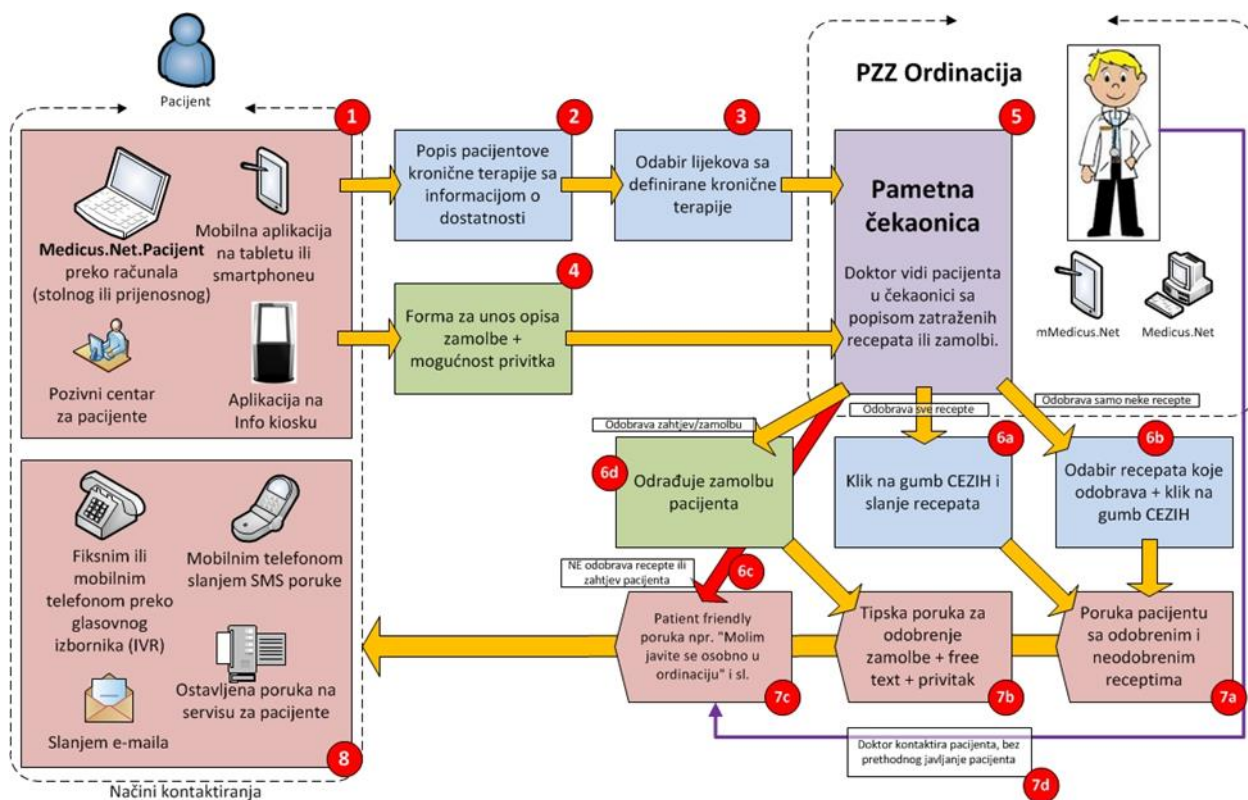 Pacijent
1
Medicus.Net.Pacijent
preko računala
(stolnog ili prijenosnog)
Mobilna aplikacija
na tabletu ili
smartphoneu
Pozivni centar
za pacijente
Aplikacija na
Info kiosku
2
Popis pacijentove
kronične terapije sa
informacijom o
dostatnosti
3
Odabir lijekova sa
definirane kronične
terapije
4
Forma za unos opisa
zamolbe +
mogućnost privitka
PZZ Ordinacija
5
Pametna
čekaonica
Doktor vidi pacijenta
u čekaonici sa
popisom zatraženih
recepata ili zamolbi.
mMedicus.Net
Medicus.Net
Odobrava zahtjev/zamolbu
Odobrava sve recepte
Odobrava samo neke recepte
6d
Odrađuje zamolbu
pacijenta
6a
Klik na gumb CEZIH i
slanje recepata
6b
Odabir recepata koje
odobrava + klik na
gumb CEZIH
NE odobrava recepte ili
zahtjev pacijenta
6c
Patient friendly
poruka npr. "Molim
javite se osobno u
ordinaciju" i sl.
7c
Tipska poruka za
odobrenje
zamolbe + free
text + privitak
7b
Poruka pacijentu
sa odobrenim i
neodobrenim
receptima
7a
Doktor kontaktira pacijenta, bez
prethodnog javljanje pacijenta
7d
Fiksnim ili
mobilnim
telefonom preko
glasovnog
izbornika (IVR)
Mobilnim telefonom
slanjem SMS poruke
Ostavljena poruka na
servisu za pacijente
Slanjem e-maila
8
Načini kontaktiranja